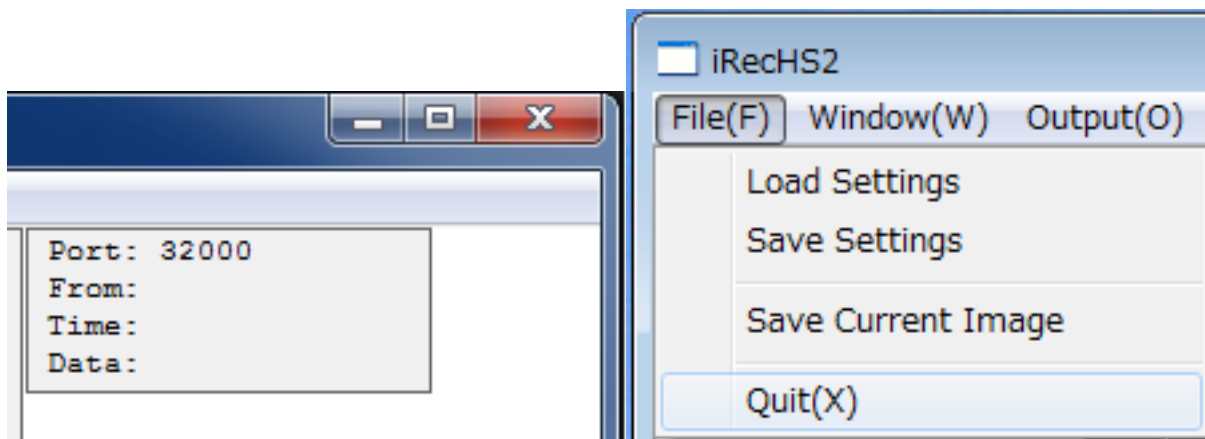 Port: 32000
From:
Time:
Data:
iRecHS2
File(F) Window(W) Output(O)
Load Settings
Save Settings
Save Current Image
Quit(X)